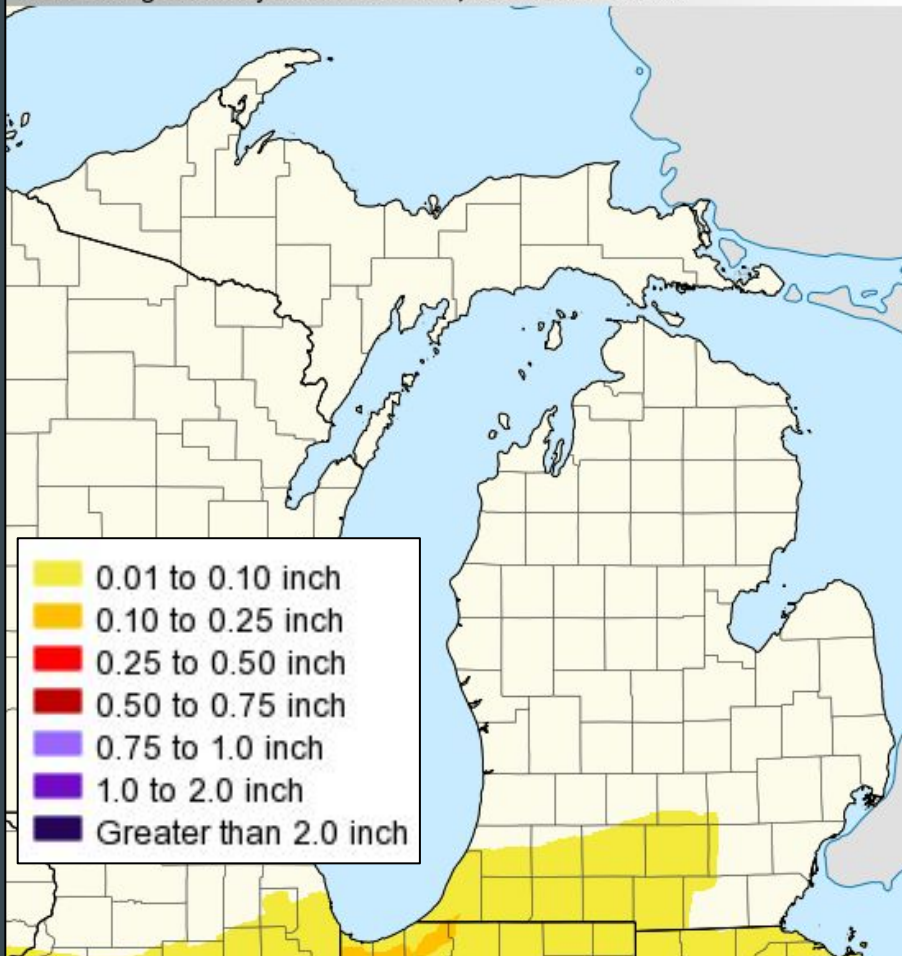 0.01 to 0.10 inch
0.10 to 0.25 inch
0.25 to 0.50 inch
0.50 to 0.75 inch
0.75 to 1.0 inch
1.0 to 2.0 inch
Greater than 2.0 inch